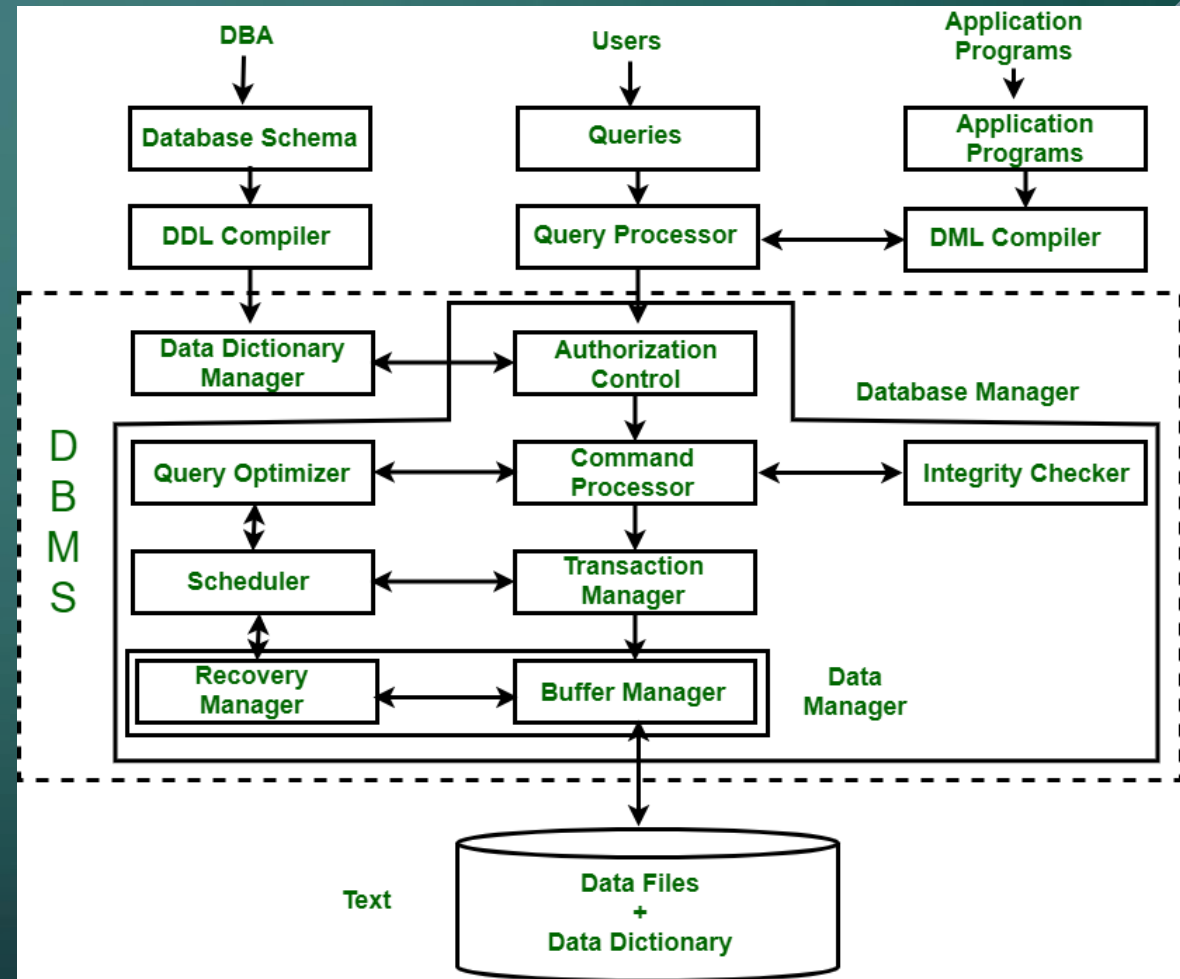 DBA
Users
Application
Programs
Database Schema
Queries
Application
Programs
DDL Compiler
Query Processor
DML Compiler
Data Dictionary
Manager
Authorization
Control
Database Manager
D
B
M
S
Query Optimizer
Command
Processor
Integrity Checker
Scheduler
Transaction
Manager
Recovery
Manager
Buffer Manager
Data
Manager
Text
Data Files
+
Data Dictionary